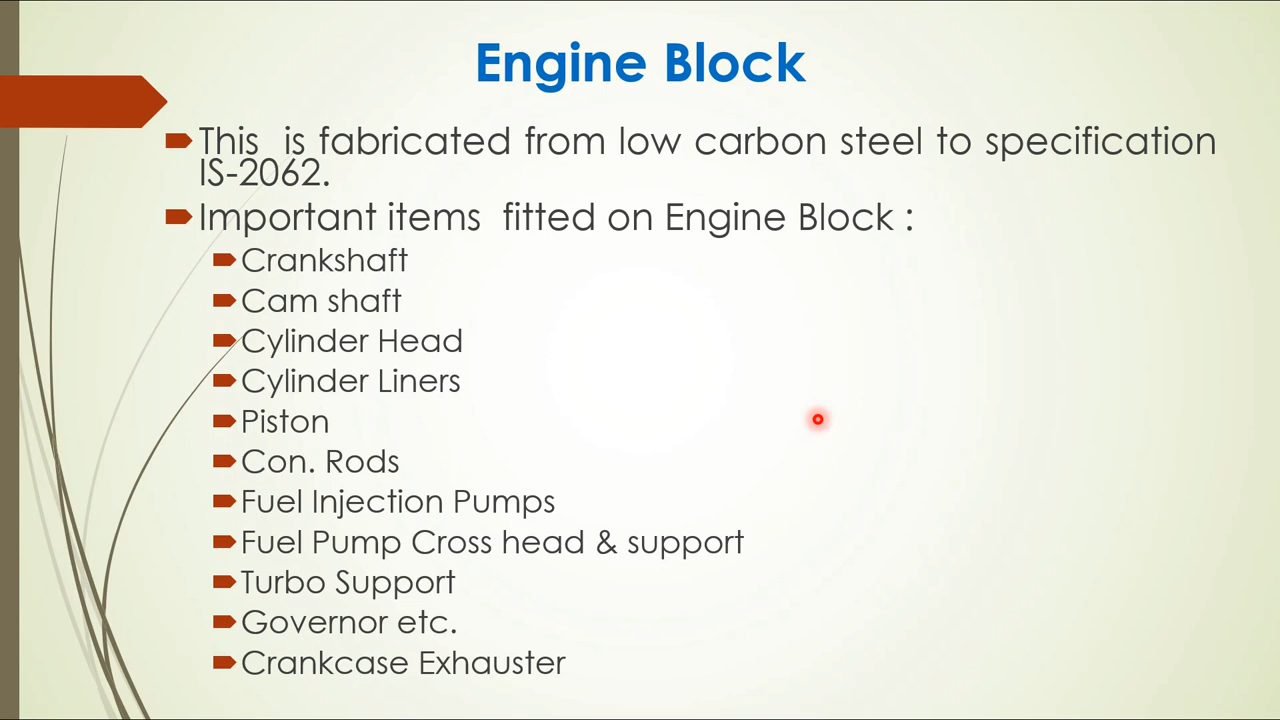 Engine Block
This is fabricated from low carbon steel to specification
IS-2062.
Important items fitted on Engine Block :
Crankshaft
Cam shaft
Cylinder Head
Cylinder Liners
Piston
Con. Rods
Fuel Injection Pumps
Fuel Pump Cross head & support
Turbo Support
Governor etc.
Crankcase Exhauster